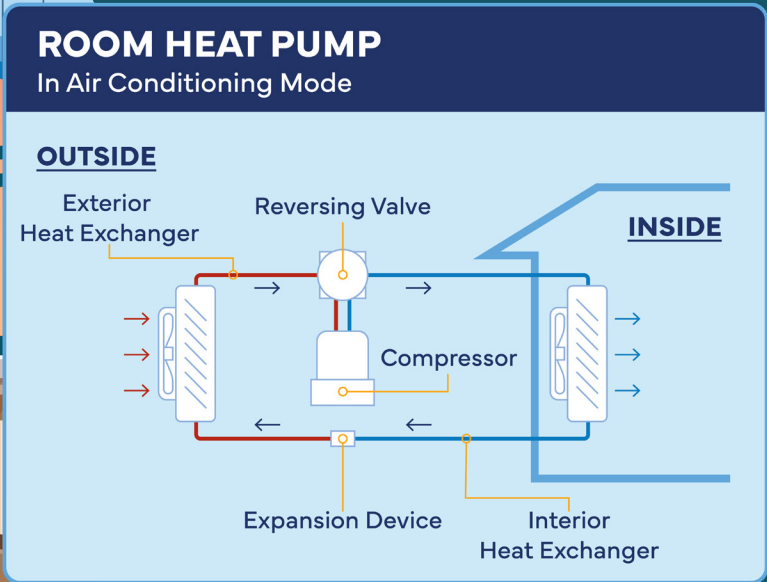 ROOM HEAT PUMP
In Air Conditioning Mode
OUTSIDE
Exterior
Heat Exchanger
Reversing Valve
INSIDE
Compressor
Expansion Device
Interior
Heat Exchanger